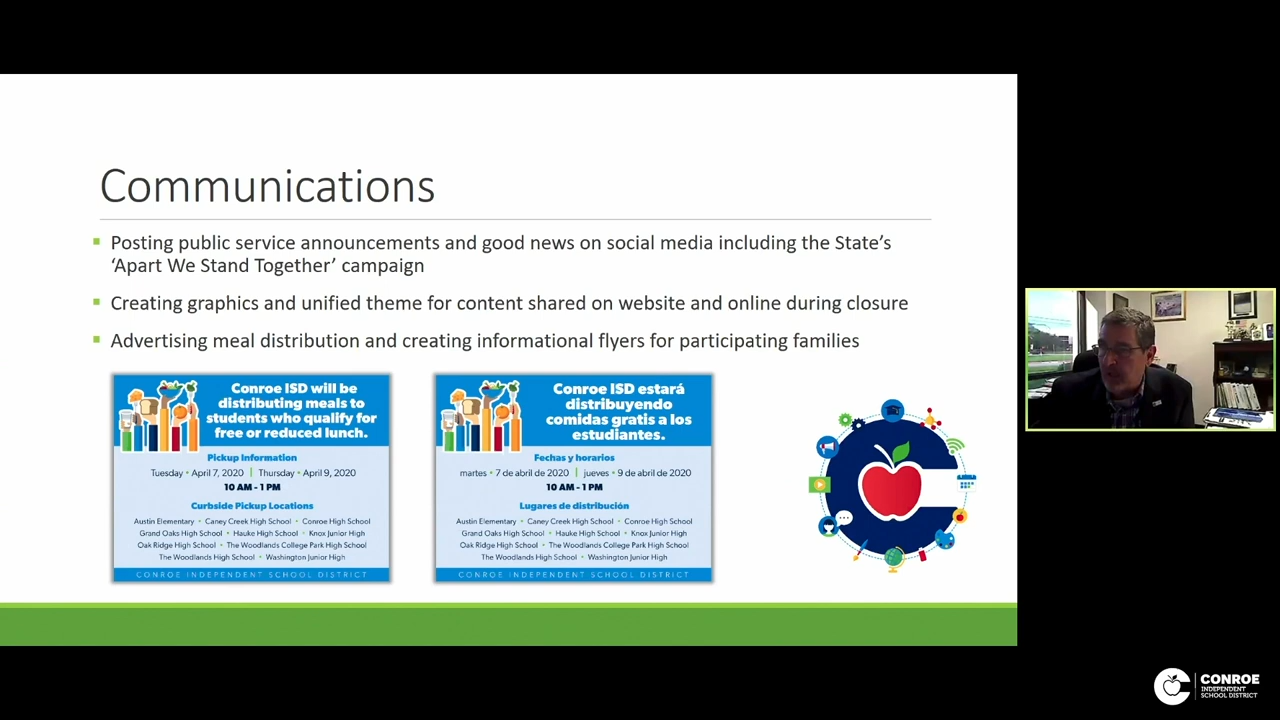 Communications
Posting public service announcements and good news on social media including the State's
'Apart We Stand Together' campaign
Creating graphics and unified theme for content shared on website and online during closure
Advertising meal distribution and creating informational flyers for participating families
Conroe ISD will be
distributing meals to
students who qualify for
free or reduced lunch.
Pickup Information
Tuesday • April 7, 2020 | Thursday • April 9, 2020
10 AM - 1 PM
Curbside Pickup Locations
Austin Elementary • Caney Creek High School • Conroe High School
Grand Oaks High School • Hauke High School • Knox Junior High
Oak Ridge High School • The Woodlands College Park High School
The Woodlands High School • Washington Junior High
CONROE INDEPENDENT SCHOOL DISTRICT
Conroe ISD estará
distribuyendo
comidas gratis a los
estudiantes.
Fechas y horarios
martes • 7 de abril de 2020 | jueves • 9 de abril de 2020
10 AM - 1 PM
Lugares de distribución
Austin Elementary • Caney Creek High School • Conroe High School
Grand Oaks High School • Hauke High School • Knox Junior High
Oak Ridge High School • The Woodlands College Park High School
The Woodlands High School • Washington Junior High
CONROE INDEPENDENT SCHOOL DISTRICT
CONROE
INDEPENDENT
SCHOOL DISTRICT